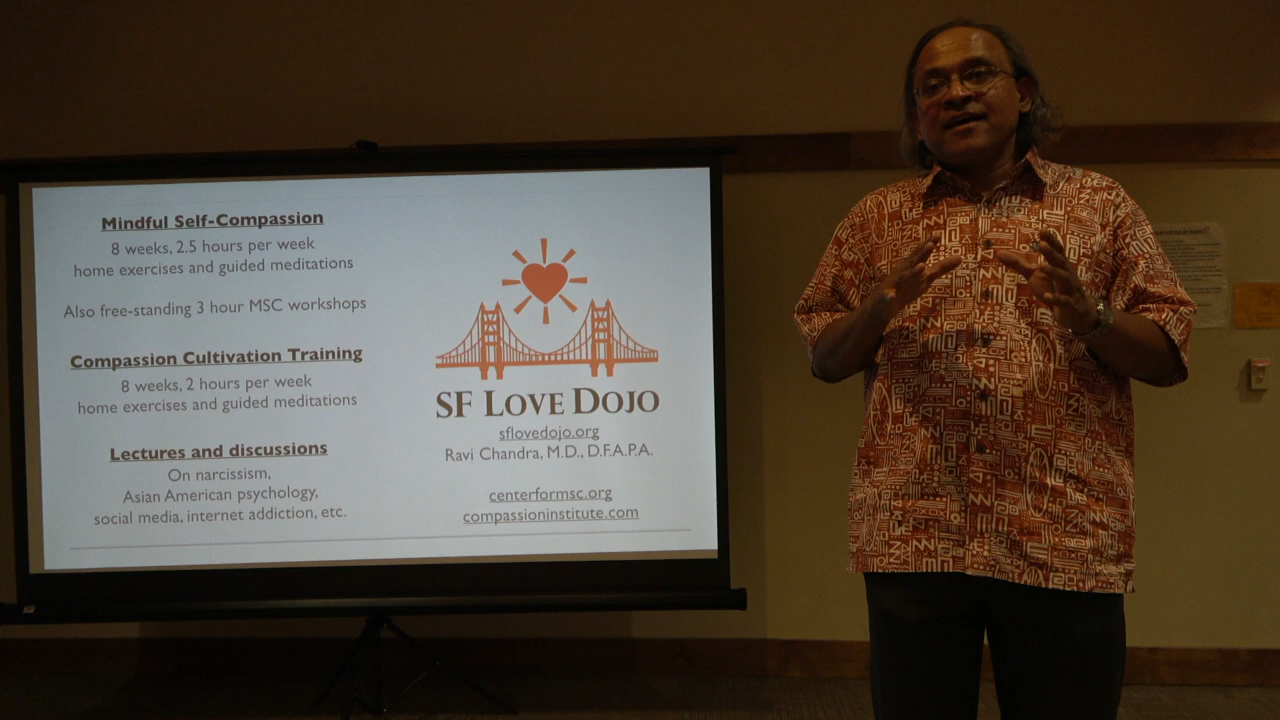 Mindful Self-Compassion
8 weeks, 2.5 hours per week
home exercises and guided meditations
Also free-standing 3 hour MSC workshops
Compassion Cultivation Training
8 weeks, 2 hours per week
home exercises and guided meditations
Lectures and discussions
On narcissism,
Asian American psychology,
social media, internet addiction, etc.
SF LOVE DOJO
sflovedojo.org
Ravi Chandra, M.D., D.F.A.P.A.
centerformsc.org
compassioninstitute.com